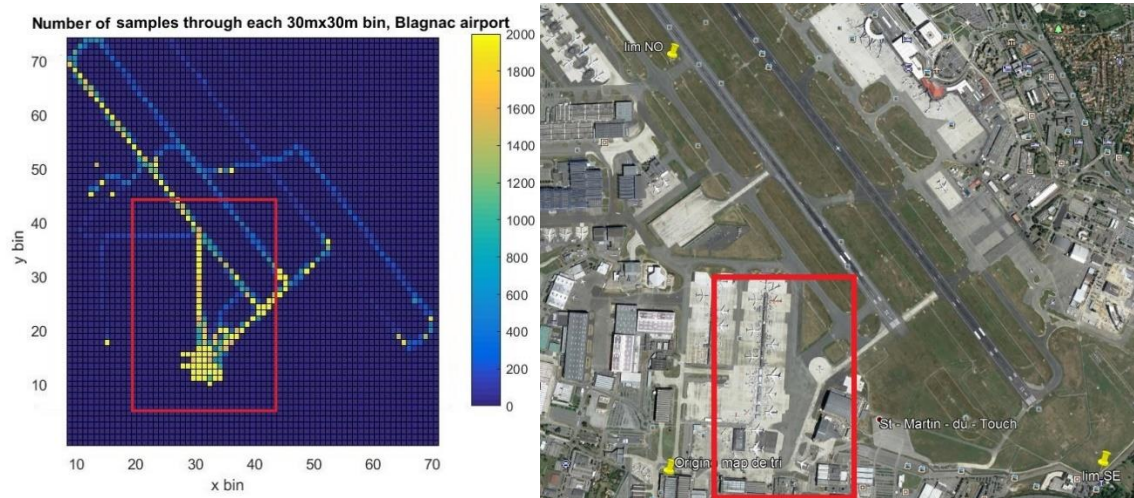 Number of samples through each 30mx30m bin, Blagnac airport
70
60
50
40
30
20
10
y bin
10 20 30 40 50 60 70
x bin
2000
1800
1600
1400
1200
1000
800
600
400
200
0
lim NO
St - Martin - du - Touch
Origine map de tri
lim SE